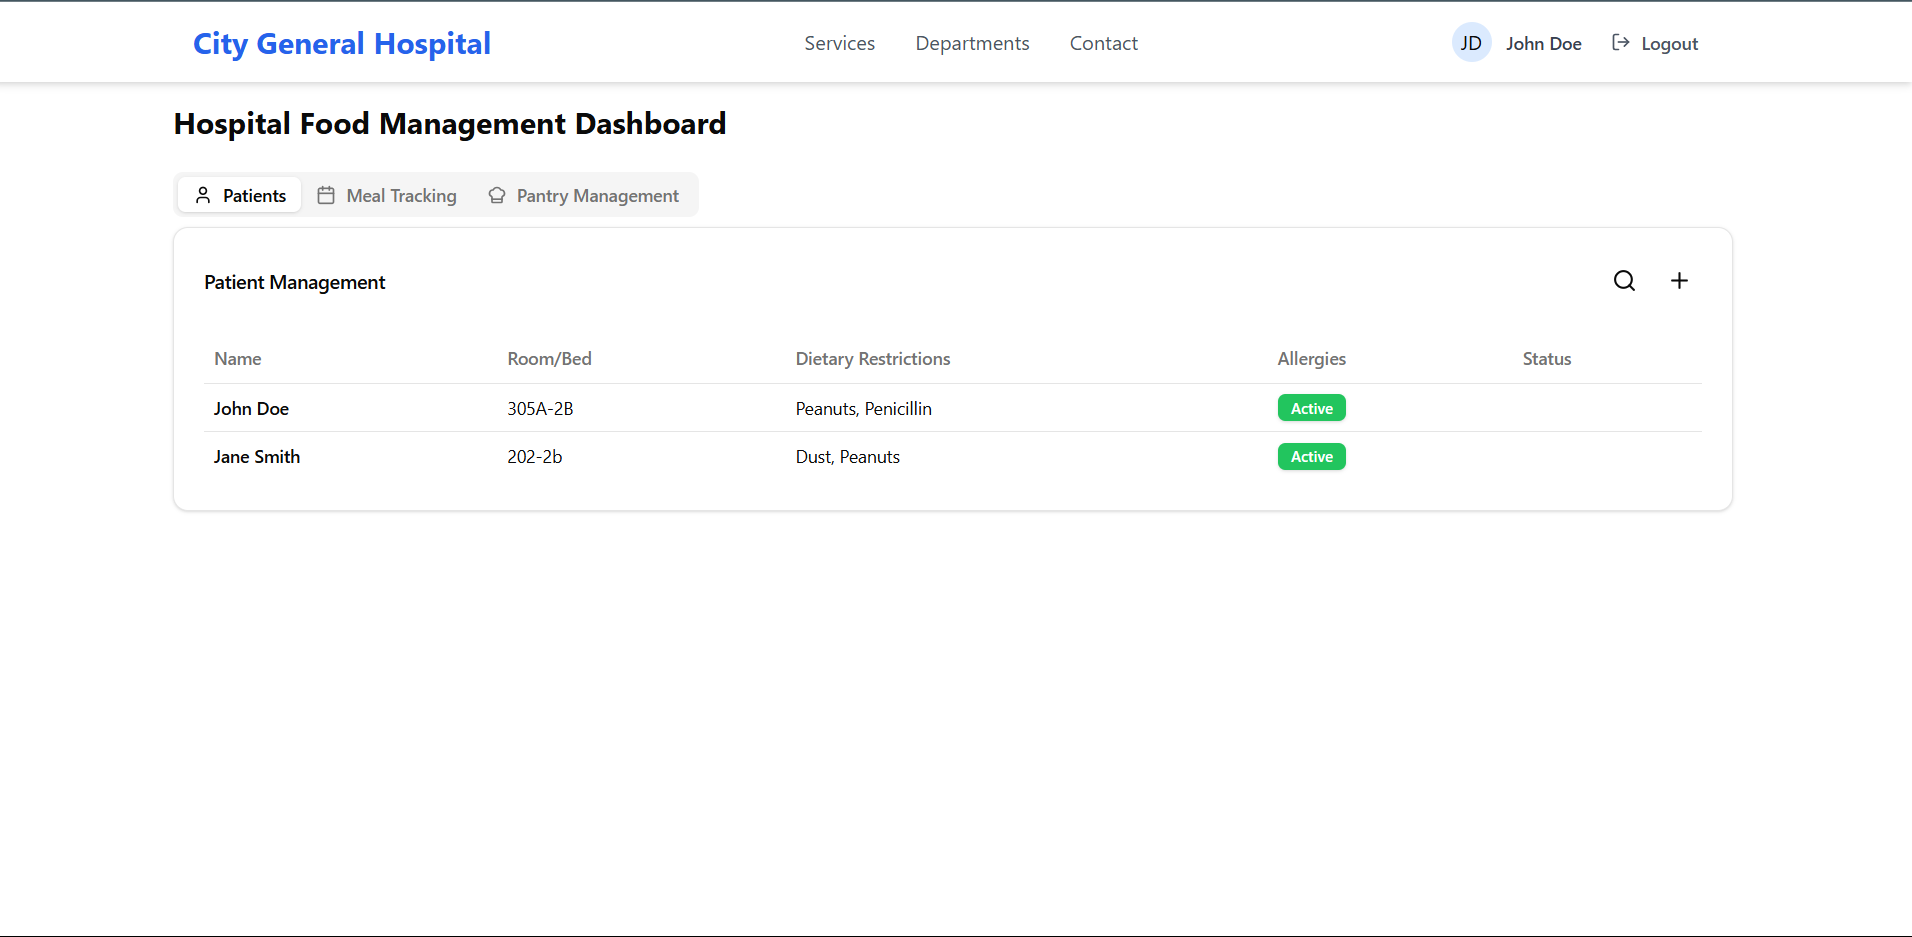 City General Hospital Services Departments Contact JD John Doe Logout
Hospital Food Management Dashboard
Patients Meal Tracking Pantry Management
Patient Management
Name Room/Bed Dietary Restrictions Allergies Status
John Doe 305A-2B Peanuts, Penicillin Active
Jane Smith 202-2b Dust, Peanuts Active